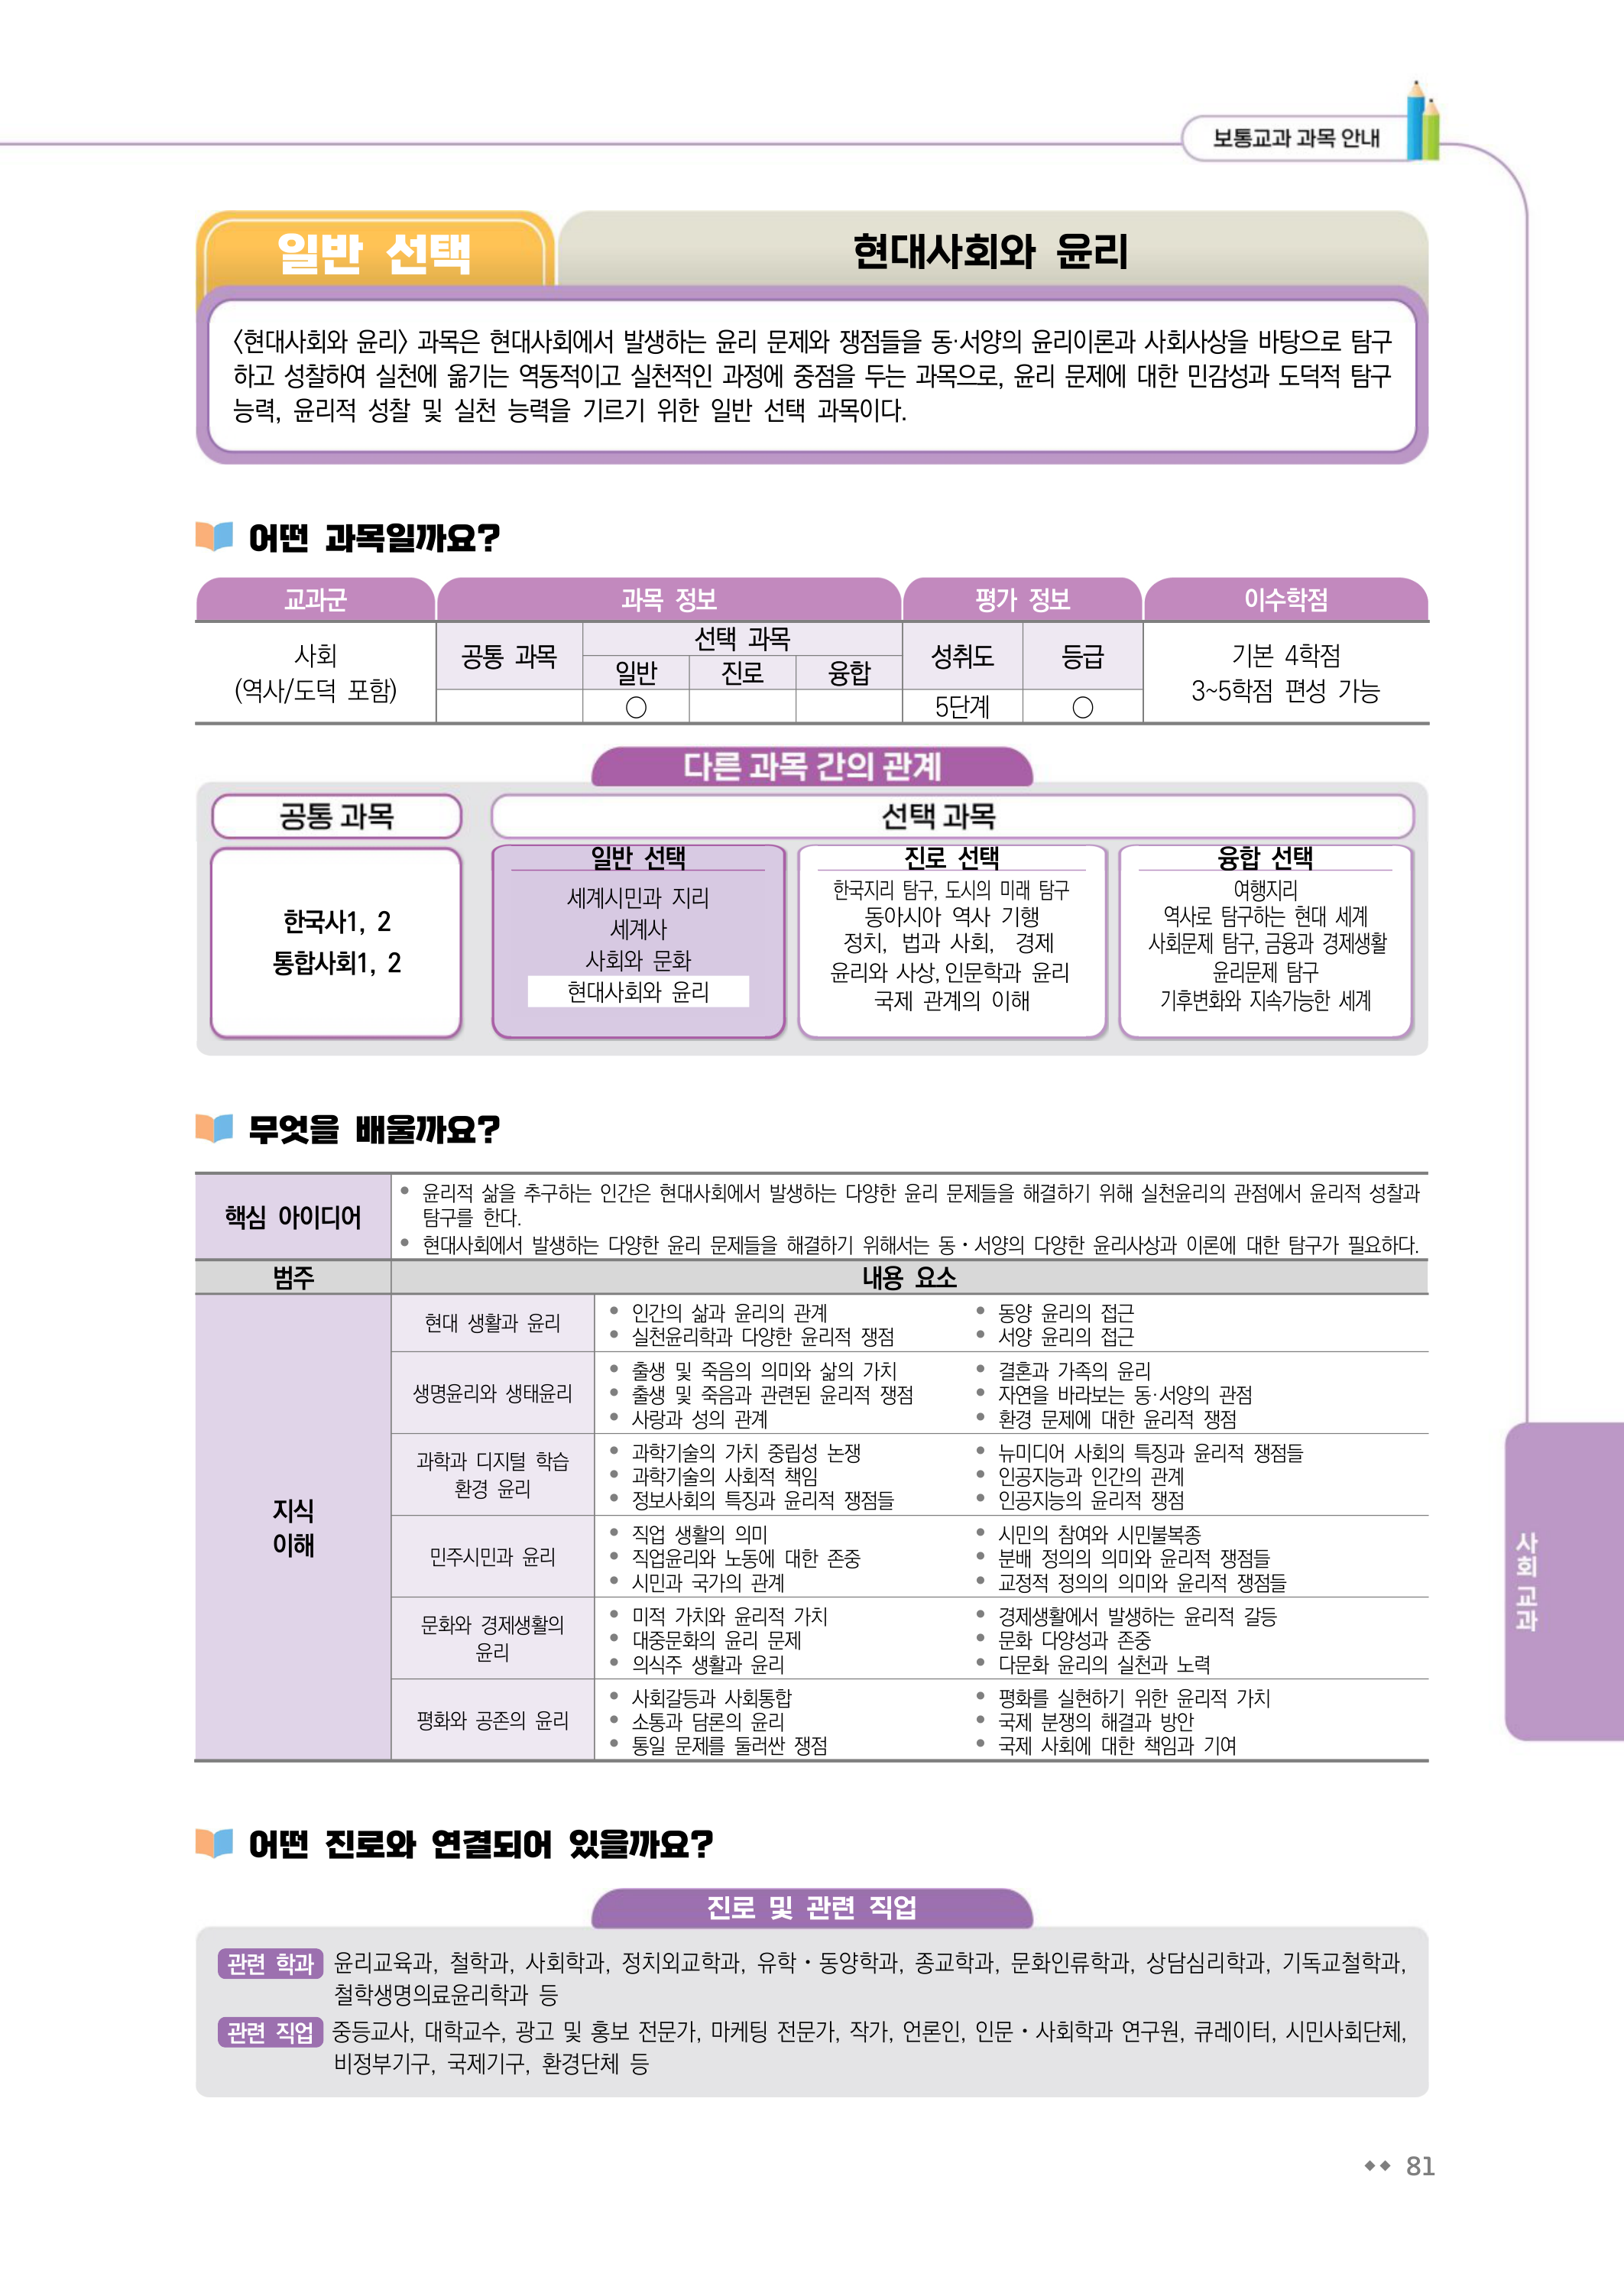 보통교과 과목 안내
일반 선택
현대사회와 윤리
〈현대사회와 윤리〉 과목은 현대사회에서 발생하는 윤리 문제와 쟁점들을 동·서양의 윤리이론과 사회사상을 바탕으로 탐구
하고 성찰하여 실천에 옮기는 역동적이고 실천적인 과정에 중점을 두는 과목으로, 윤리 문제에 대한 민감성과 도덕적 탐구
능력, 윤리적 성찰 및 실천 능력을 기르기 위한 일반 선택 과목이다.
어떤 과목일까요?
교과군 과목 정보 평가 정보 이수학점
사회
(역사/도덕 포함)
공통 과목
선택 과목
일반 진로 융합
성취도 등급
기본 4학점
3~5학점 편성 가능
○ 5단계 ○
다른 과목 간의 관계
공통 과목
선택 과목
한국사1, 2
통합사회1, 2
일반 선택
세계시민과 지리
세계사
사회와 문화
현대사회와 윤리
진로 선택
한국지리 탐구, 도시의 미래 탐구
동아시아 역사 기행
정치, 법과 사회, 경제
윤리와 사상, 인문학과 윤리
국제 관계의 이해
융합 선택
여행지리
역사로 탐구하는 현대 세계
사회문제 탐구, 금융과 경제생활
윤리문제 탐구
기후변화와 지속가능한 세계
무엇을 배울까요?
핵심 아이디어
• 윤리적 삶을 추구하는 인간은 현대사회에서 발생하는 다양한 윤리 문제들을 해결하기 위해 실천윤리의 관점에서 윤리적 성찰과
탐구를 한다.
• 현대사회에서 발생하는 다양한 윤리 문제들을 해결하기 위해서는 동・서양의 다양한 윤리사상과 이론에 대한 탐구가 필요하다.
범주 내용 요소
지식
이해
현대 생활과 윤리
• 인간의 삶과 윤리의 관계
• 실천윤리학과 다양한 윤리적 쟁점
• 동양 윤리의 접근
• 서양 윤리의 접근
생명윤리와 생태윤리
• 출생 및 죽음의 의미와 삶의 가치
• 출생 및 죽음과 관련된 윤리적 쟁점
• 사랑과 성의 관계
• 결혼과 가족의 윤리
• 자연을 바라보는 동·서양의 관점
• 환경 문제에 대한 윤리적 쟁점
과학과 디지털 학습
환경 윤리
• 과학기술의 가치 중립성 논쟁
• 과학기술의 사회적 책임
• 정보사회의 특징과 윤리적 쟁점들
• 뉴미디어 사회의 특징과 윤리적 쟁점들
• 인공지능과 인간의 관계
• 인공지능의 윤리적 쟁점
민주시민과 윤리
• 직업 생활의 의미
• 직업윤리와 노동에 대한 존중
• 시민과 국가의 관계
• 시민의 참여와 시민불복종
• 분배 정의의 의미와 윤리적 쟁점들
• 교정적 정의의 의미와 윤리적 쟁점들
문화와 경제생활의
윤리
• 미적 가치와 윤리적 가치
• 대중문화의 윤리 문제
• 의식주 생활과 윤리
• 경제생활에서 발생하는 윤리적 갈등
• 문화 다양성과 존중
• 다문화 윤리의 실천과 노력
평화와 공존의 윤리
• 사회갈등과 사회통합
• 소통과 담론의 윤리
• 통일 문제를 둘러싼 쟁점
• 평화를 실현하기 위한 윤리적 가치
• 국제 분쟁의 해결과 방안
• 국제 사회에 대한 책임과 기여
사회 교과
어떤 진로와 연결되어 있을까요?
진로 및 관련 직업
관련 학과 윤리교육과, 철학과, 사회학과, 정치외교학과, 유학・동양학과, 종교학과, 문화인류학과, 상담심리학과, 기독교철학과,
철학생명의료윤리학과 등
관련 직업 중등교사, 대학교수, 광고 및 홍보 전문가, 마케팅 전문가, 작가, 언론인, 인문・사회학과 연구원, 큐레이터, 시민사회단체,
비정부기구, 국제기구, 환경단체 등
◆◆ 81